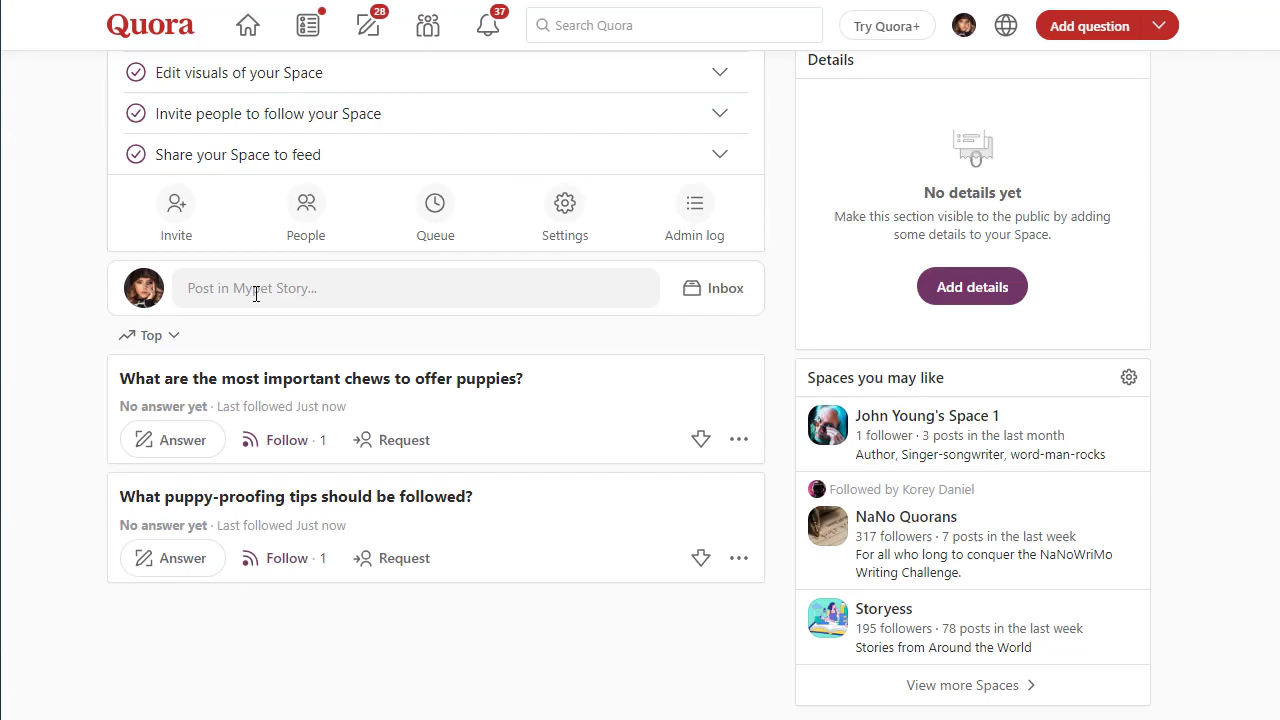 Quora
28
37
Search Quora
Try Quora+
Add question
Edit visuals of your Space
Invite people to follow your Space
Share your Space to feed
Invite
People
Queue
Settings
Admin log
Post in My et Story...
Inbox
Top
What are the most important chews to offer puppies?
No answer yet · Last followed Just now
Answer
Follow · 1
Request
What puppy-proofing tips should be followed?
No answer yet · Last followed Just now
Answer
Follow · 1
Request
Details
No details yet
Make this section visible to the public by adding
some details to your Space.
Add details
Spaces you may like
John Young's Space 1
1 follower · 3 posts in the last month
Author, Singer-songwriter, word-man-rocks
Followed by Korey Daniel
NaNo Quorans
317 followers · 7 posts in the last week
For all who long to conquer the NaNoWriMo
Writing Challenge.
Storyess
195 followers · 78 posts in the last week
Stories from Around the World
View more Spaces